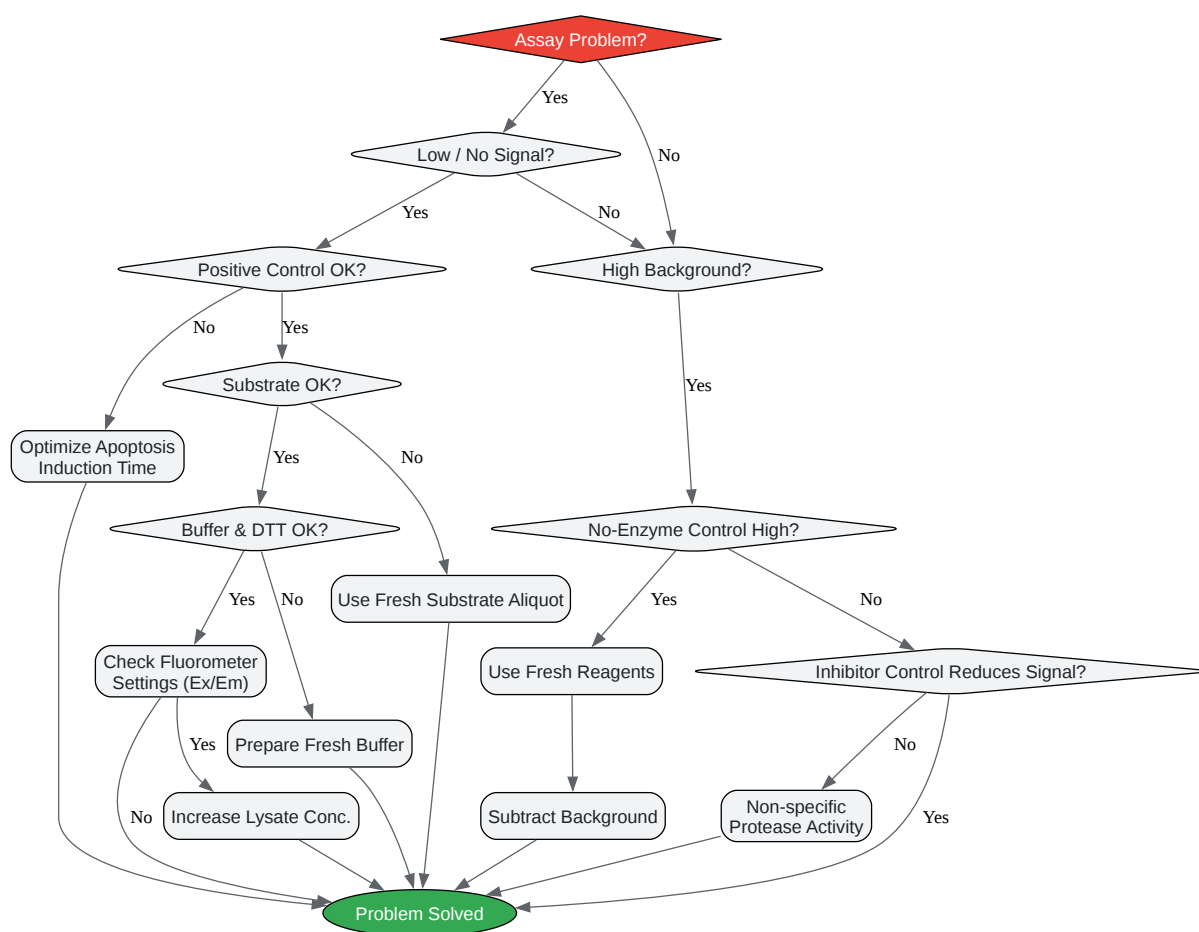 Assay Problem?
Yes
No
Low / No Signal?
Yes
No
Positive Control OK?
High Background?
No
Yes
Substrate OK?
Yes
Optimize Apoptosis
Induction Time
Yes
No
Buffer & DTT OK?
No-Enzyme Control High?
Yes
No
Use Fresh Substrate Aliquot
Yes
No
Check Fluorometer
Settings (Ex/Em)
Use Fresh Reagents
Inhibitor Control Reduces Signal?
Yes
Prepare Fresh Buffer
No
No
Increase Lysate Conc.
Subtract Background
Non-specific
Protease Activity
Yes
Problem Solved